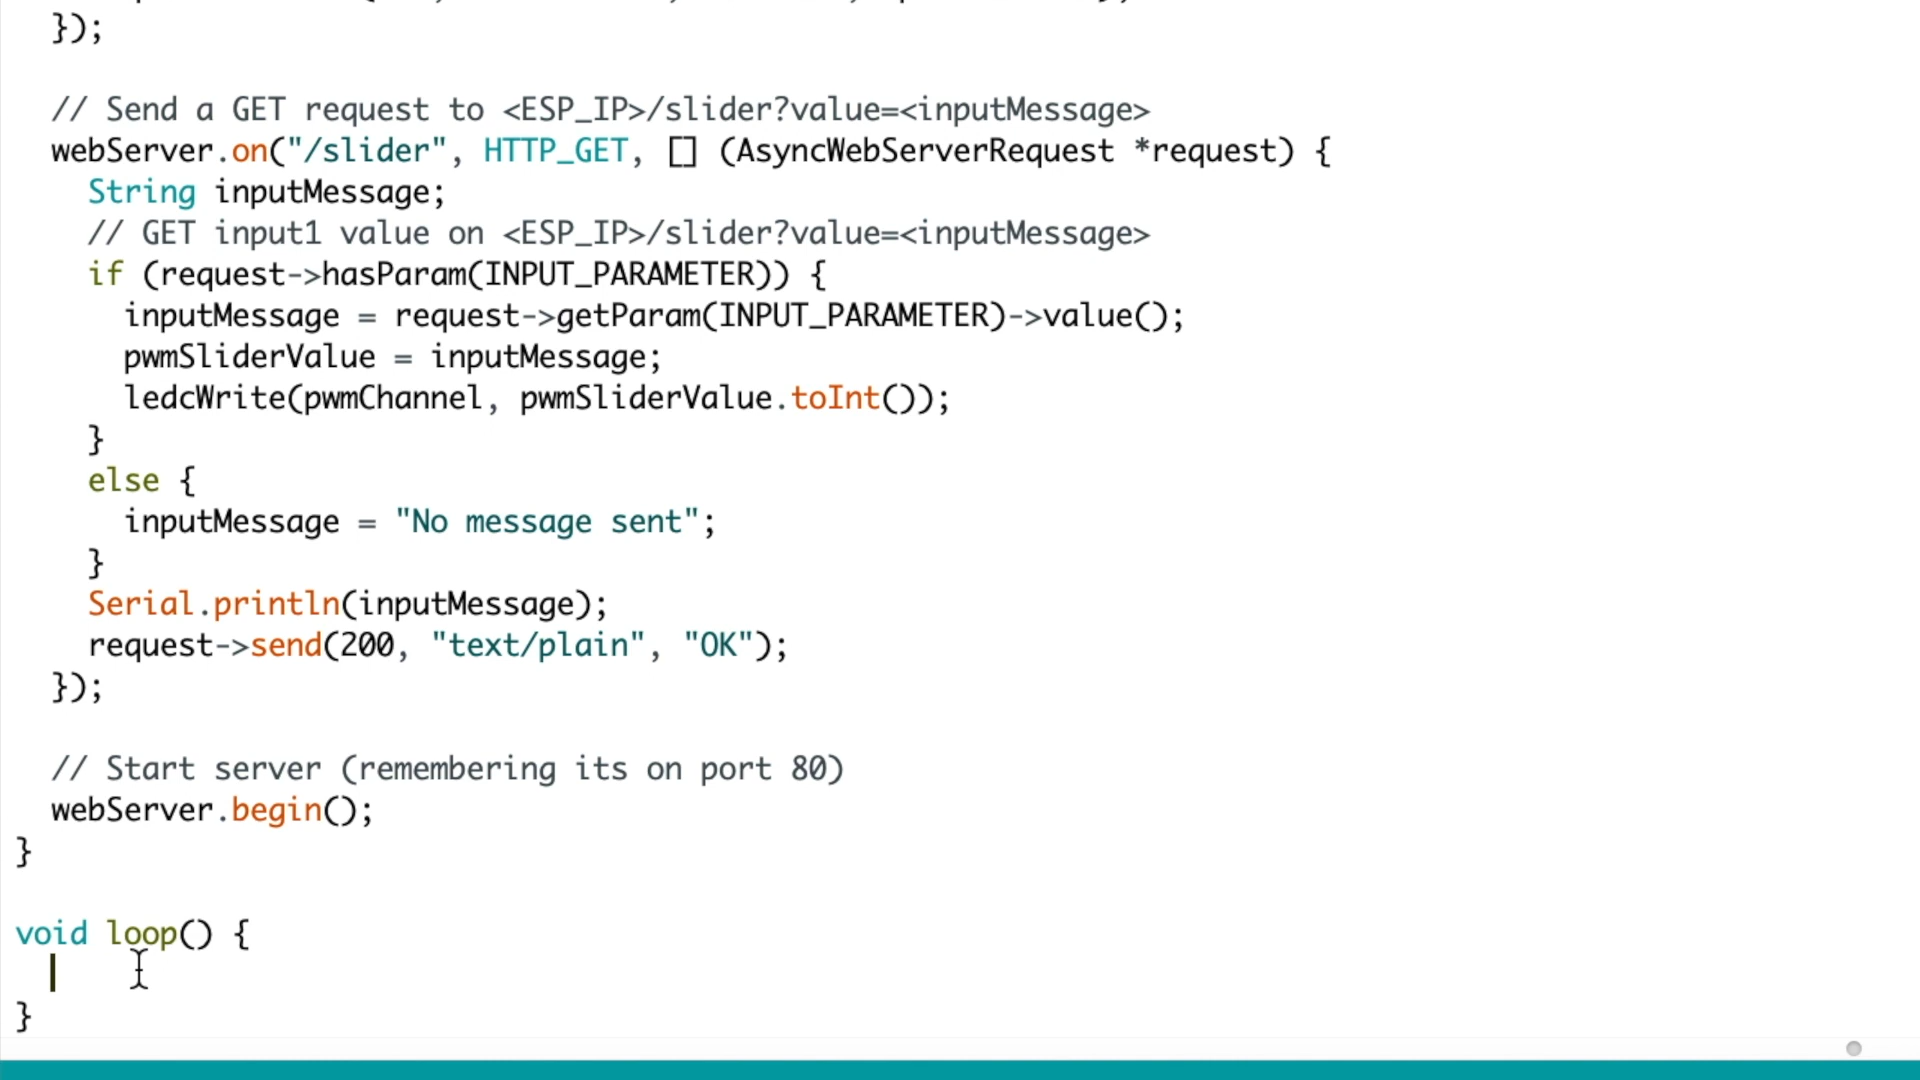 });
// Send a GET request to <ESP_IP>/slider?value=<inputMessage>
webServer.on("/slider", HTTP_GET, [] (AsyncWebServerRequest *request) {
String inputMessage;
// GET input1 value on <ESP_IP>/slider?value=<inputMessage>
if (request->hasParam(INPUT_PARAMETER)) {
inputMessage = request->getParam(INPUT_PARAMETER)->value();
pwmSliderValue = inputMessage;
ledcWrite(pwmChannel, pwmSliderValue.toInt());
}
else {
inputMessage = "No message sent";
}
Serial.println(inputMessage);
request->send(200, "text/plain", "OK");
});
// Start server (remembering its on port 80)
webServer.begin();
}
void loop() {
}